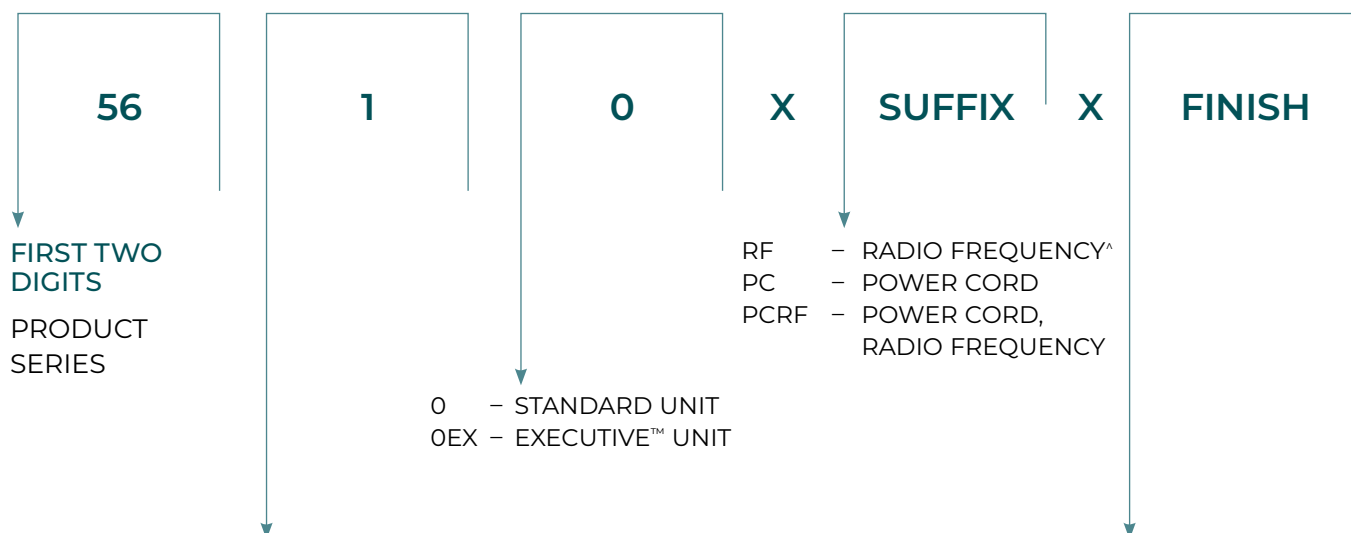 56 1 0 X SUFFIX X FINISH
FIRST TWO
DIGITS
PRODUCT
SERIES
RF – RADIO FREQUENCY^
PC – POWER CORD
PCRF – POWER CORD,
RADIO FREQUENCY
0 – STANDARD UNIT
0EX – EXECUTIVE™ UNIT